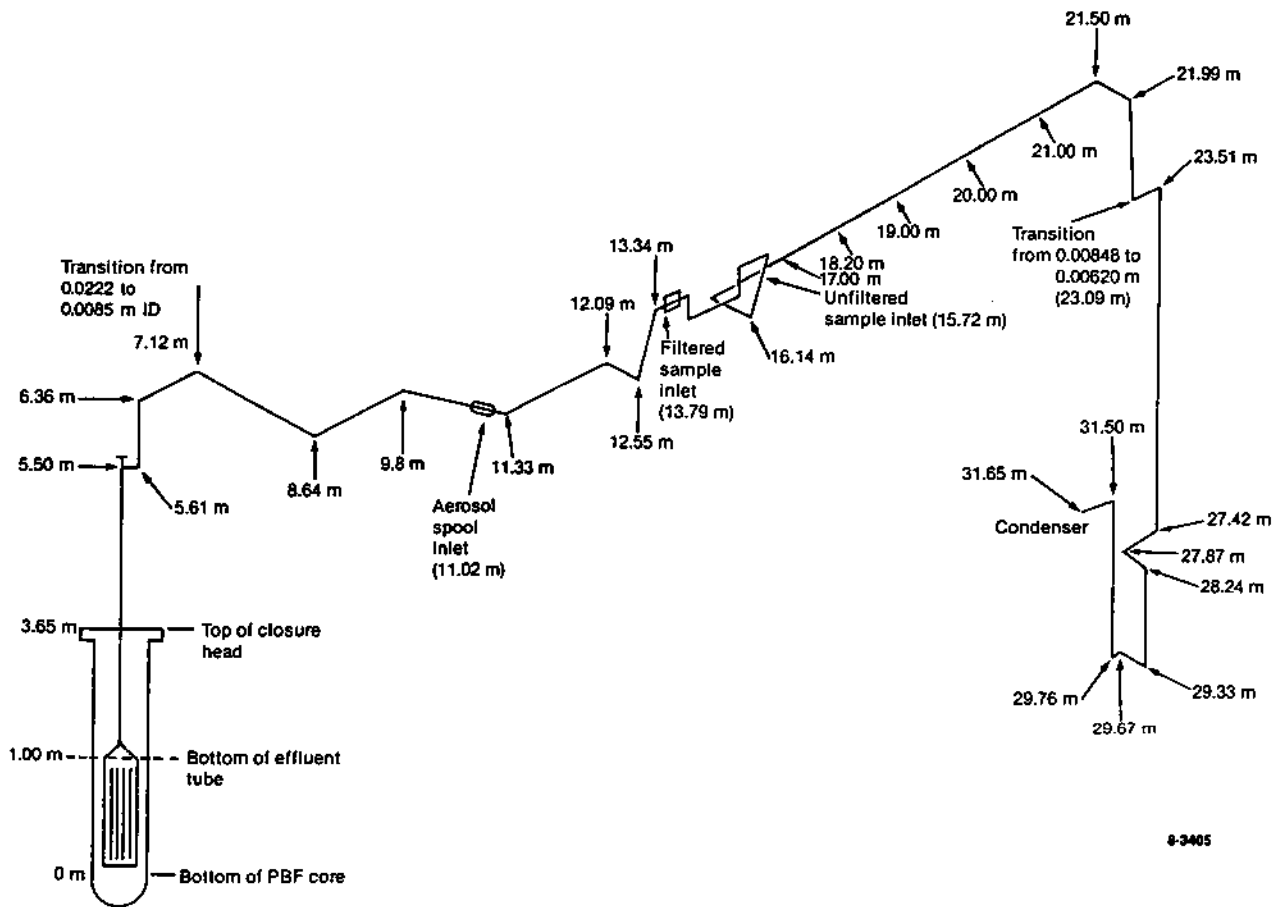 21.50 m
21.99 m
23.51 m
21.00 m
20.00 m
19.00 m
18.20 m
17.00 m
Transition
from 0.00848 to
0.00620 m
(23.09 m)
Unfiltered
sample inlet (15.72 m)
16.14 m
13.34 m
12.09 m
Filtered
sample
inlet
(13.79 m)
12.55 m
Transition from
0.0222 to
0.0085 m ID
7.12 m
6.36 m
5.50 m
5.61 m
8.64 m
9.8 m
11.33 m
Aerosol
spool
inlet
(11.02 m)
31.50 m
31.65 m
Condenser
27.42 m
27.87 m
28.24 m
29.33 m
29.76 m
29.67 m
3.65 m
Top of closure
head
1.00 m
Bottom of effluent
tube
0 m
Bottom of PBF core
8-3405